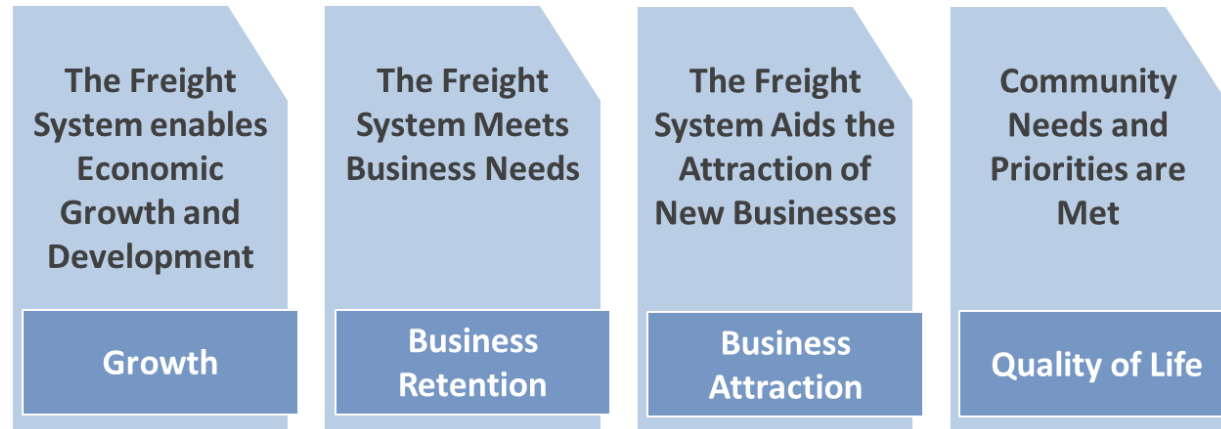 The Freight
System enables
Economic
Growth and
Development
Growth
The Freight
System Meets
Business Needs
Business
Retention
The Freight
System Aids the
Attraction of
New Businesses
Business
Attraction
Community
Needs and
Priorities are
Met
Quality of Life